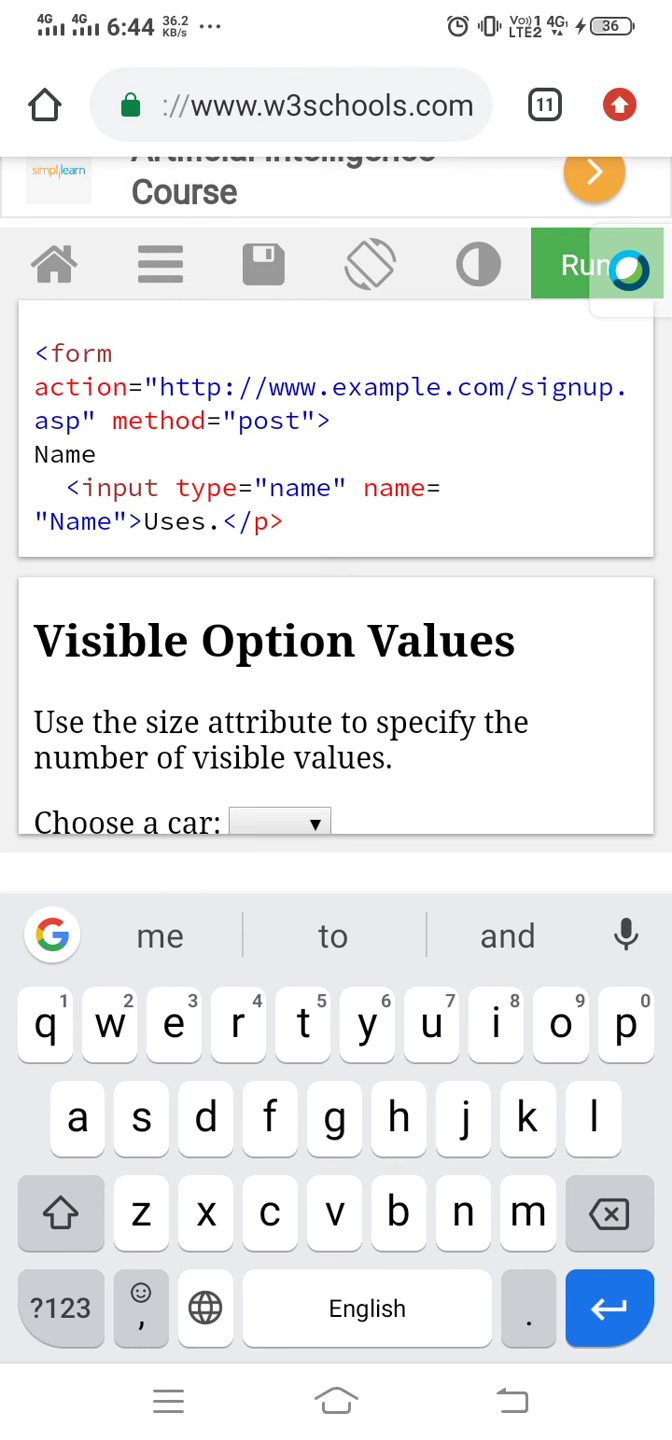 4G 4G 6:44 36.2 KB/s ... Vo)) 1 LTE2 4G 36
://www.w3schools.com 11
simplilearn
Artificial Intelligence
Course
Run
<form
action="http://www.example.com/signup.
asp" method="post">
Name
<input type="name" name=
"Name">Uses.</p>
Visible Option Values
Use the size attribute to specify the
number of visible values.
Choose a car:
G me to and
q1 w2 e3 r4 t5 y6 u7 i8 o9 p0
a s d f g h j k l
z x c v b n m
?123 , English .